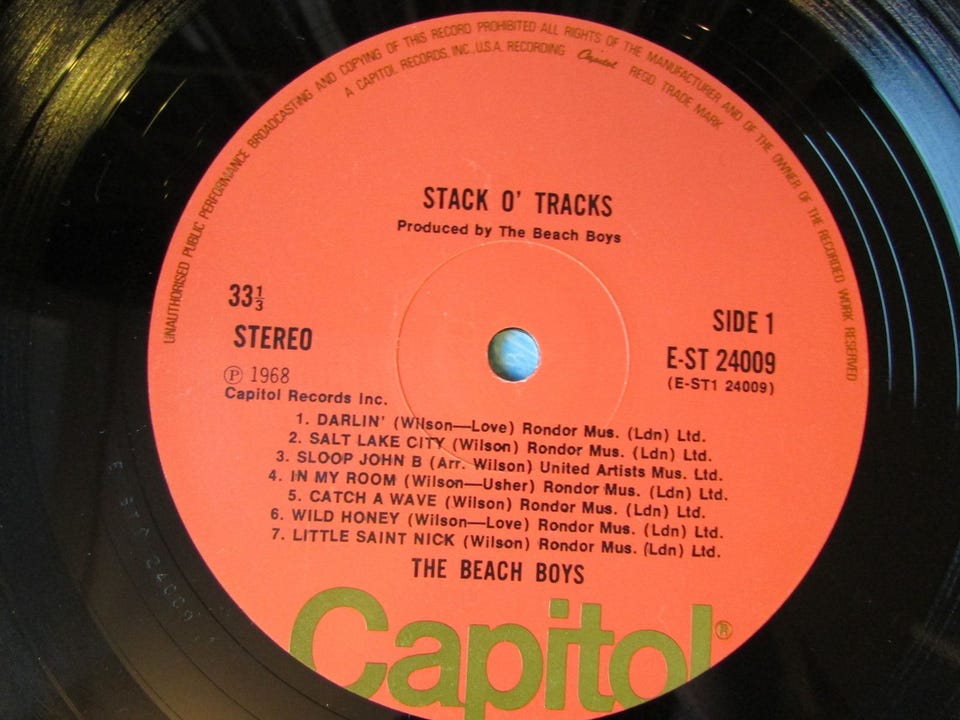 UNAUTHORISED PUBLIC PERFORMANCE BROADCASTING AND COPYING OF THIS RECORD PROHIBITED ALL RIGHTS OF THE MANUFACTURER AND OF THE OWNER OF THE RECORDED WORK RESERVED
A CAPITOL RECORDS, INC., U.S.A. RECORDING Capitol REGD. TRADE MARK
STACK O' TRACKS
Produced by The Beach Boys
33⅓
SIDE 1
STEREO
E-ST 24009
(E-ST1 24009)
℗ 1968
Capitol Records Inc.
1. DARLIN' (Wilson—Love) Rondor Mus. (Ldn) Ltd.
2. SALT LAKE CITY (Wilson) Rondor Mus. (Ldn) Ltd.
3. SLOOP JOHN B (Arr. Wilson) United Artists Mus. Ltd.
4. IN MY ROOM (Wilson—Usher) Rondor Mus. (Ldn) Ltd.
5. CATCH A WAVE (Wilson) Rondor Mus. (Ldn) Ltd.
6. WILD HONEY (Wilson—Love) Rondor Mus. (Ldn) Ltd.
7. LITTLE SAINT NICK (Wilson) Rondor Mus. (Ldn) Ltd.
THE BEACH BOYS
Capitol®